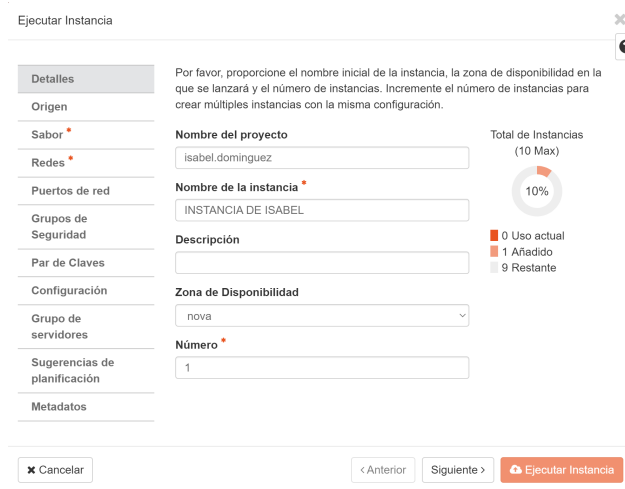 Ejecutar Instancia
Detalles
Origen
Sabor *
Redes *
Puertos de red
Grupos de
Seguridad
Par de Claves
Configuración
Grupo de
servidores
Sugerencias de
planificación
Metadatos
Por favor, proporcione el nombre inicial de la instancia, la zona de disponibilidad en la
que se lanzará y el número de instancias. Incremente el número de instancias para
crear múltiples instancias con la misma configuración.
Nombre del proyecto
isabel.dominguez
Nombre de la instancia *
INSTANCIA DE ISABEL
Descripción
Zona de Disponibilidad
nova
Número *
1
Total de Instancias
(10 Max)
10%
0 Uso actual
1 Añadido
9 Restante
Cancelar
< Anterior
Siguiente >
Ejecutar Instancia